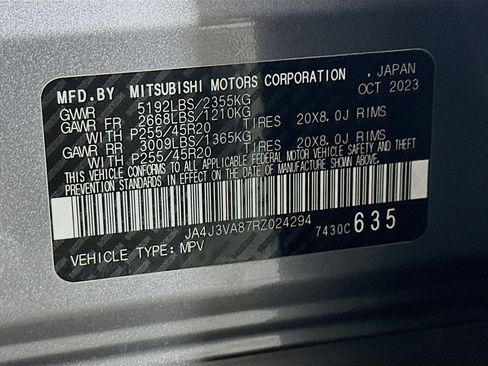 MFD.BY MITSUBISHI MOTORS CORPORATION , JAPAN
GVWR 5192LBS/2355KG OCT 2023
GAWR FR 2668LBS/1210KG
WITH P255/45R20 TIRES 20X8.0J RIMS
GAWR RR 3009LBS/1365KG
WITH P255/45R20 TIRES 20X8.0J RIMS
THIS VEHICLE CONFORMS TO ALL APPLICABLE FEDERAL MOTOR VEHICLE SAFETY AND THEFT
PREVENTION STANDARDS IN EFFECT ON THE DATE OF MANUFACTURE SHOWN ABOVE.
JA4J3VA87RZ024294 7430C 635
VEHICLE TYPE: MPV